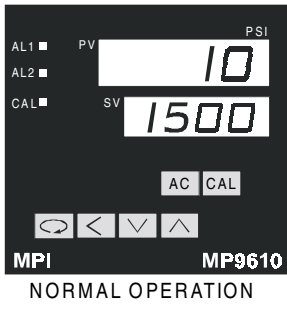 PSI
AL1 PV 10
AL2
CAL SV 1500
AC CAL
MPI MP9610
NORMAL OPERATION